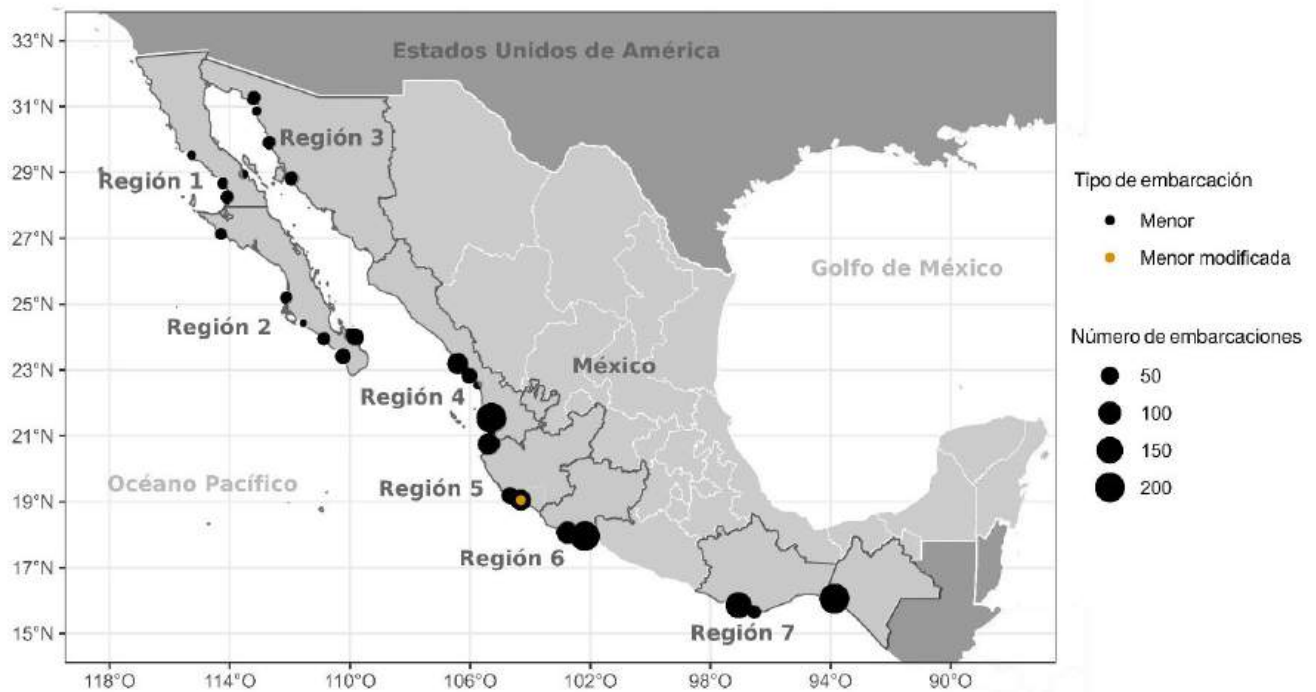 33°N
31°N
29°N
27°N
25°N
23°N
21°N
19°N
17°N
15°N
118°O
114°O
110°O
106°O
102°O
98°O
94°O
90°O
Estados Unidos de América
Región 3
Región 1
Golfo de México
Región 2
México
Región 4
Océano Pacífico
Región 5
Región 6
Región 7
Tipo de embarcación
Menor
Menor modificada
Número de embarcaciones
50
100
150
200